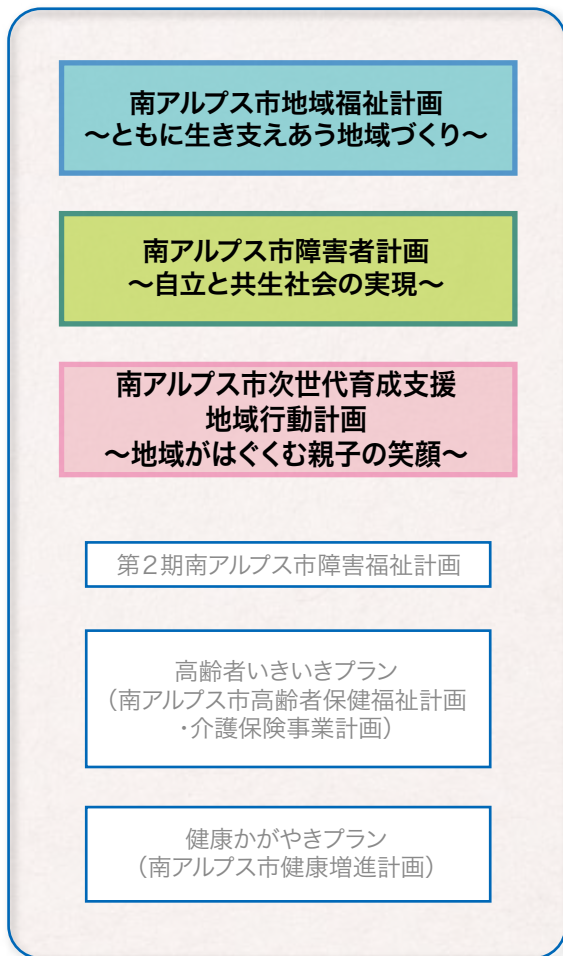 南アルプス市地域福祉計画
〜ともに生き支えあう地域づくり〜
南アルプス市障害者計画
〜自立と共生社会の実現〜
南アルプス市次世代育成支援
地域行動計画
〜地域がはぐくむ親子の笑顔〜
第2期南アルプス市障害福祉計画
高齢者いきいきプラン
（南アルプス市高齢者保健福祉計画
・介護保険事業計画）
健康かがやきプラン
（南アルプス市健康増進計画）